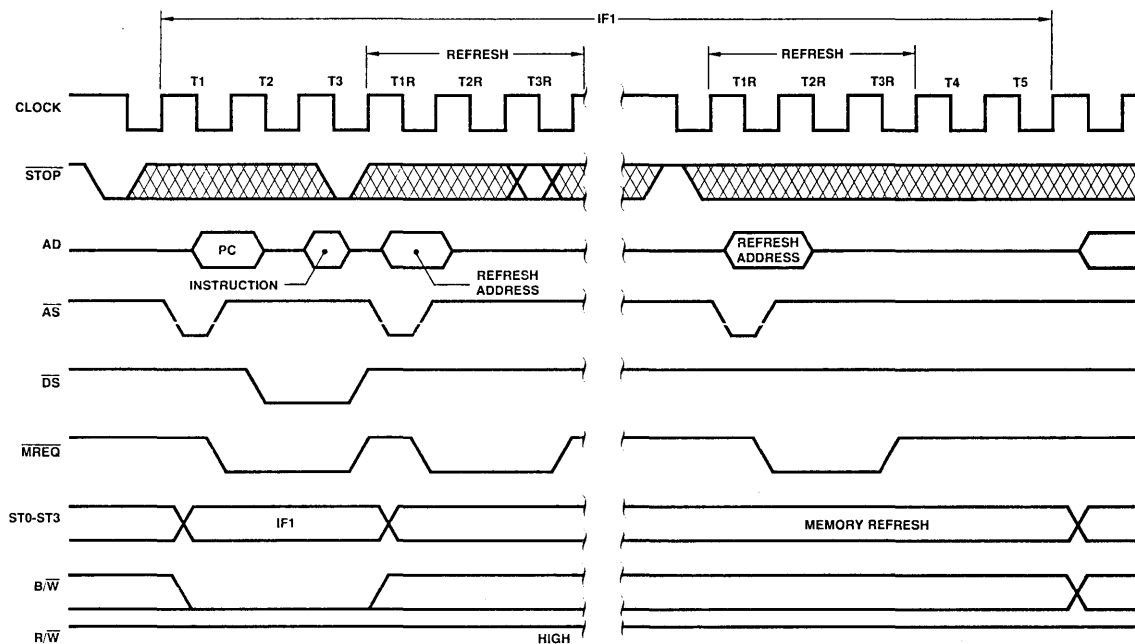 IF1
REFRESH REFRESH
T1 T2 T3 T1R T2R T3R T1R T2R T3R T4 T5
CLOCK
STOP
AD PC REFRESH
ADDRESS
INSTRUCTION REFRESH
ADDRESS
AS
DS
MREQ
ST0-ST3 IF1 MEMORY REFRESH
B/W
R/W HIGH